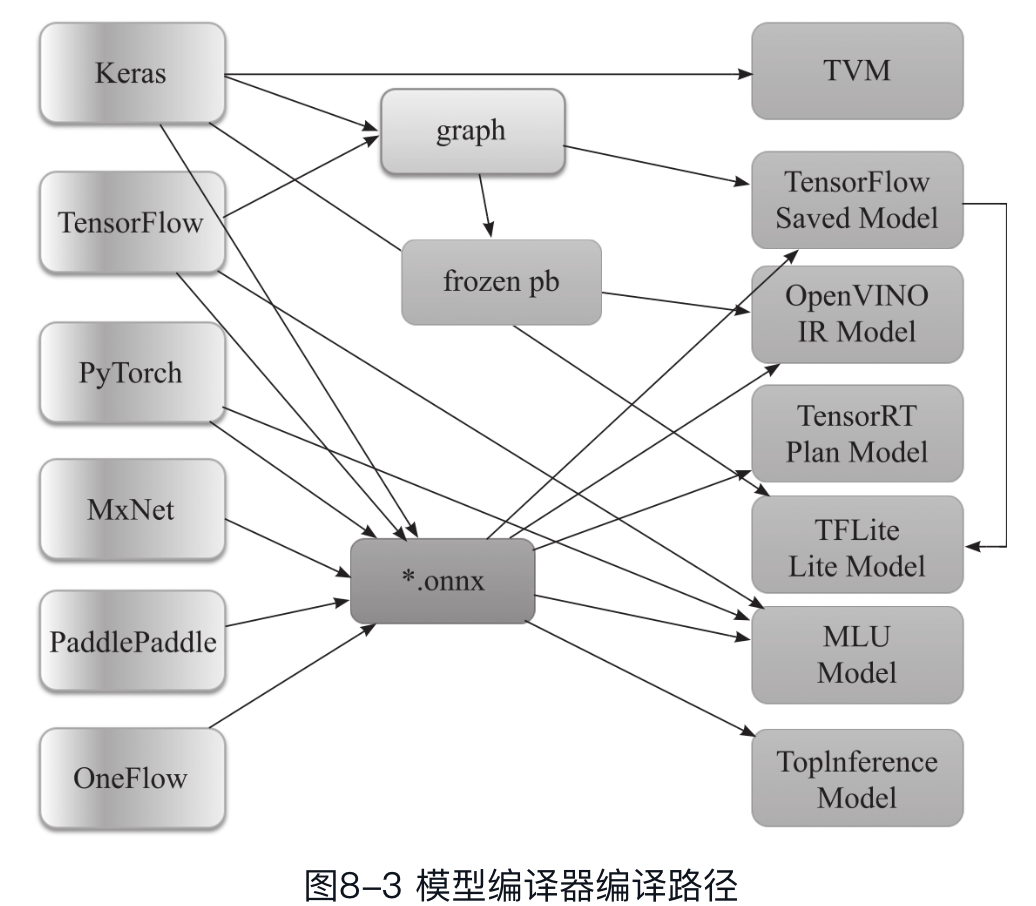 Keras
TensorFlow
PyTorch
MxNet
PaddlePaddle
OneFlow
graph
frozen pb
*.onnx
TVM
TensorFlow
Saved Model
OpenVINO
IR Model
TensorRT
Plan Model
TFLite
Lite Model
MLU
Model
TopInference
Model
图8-3 模型编译器编译路径